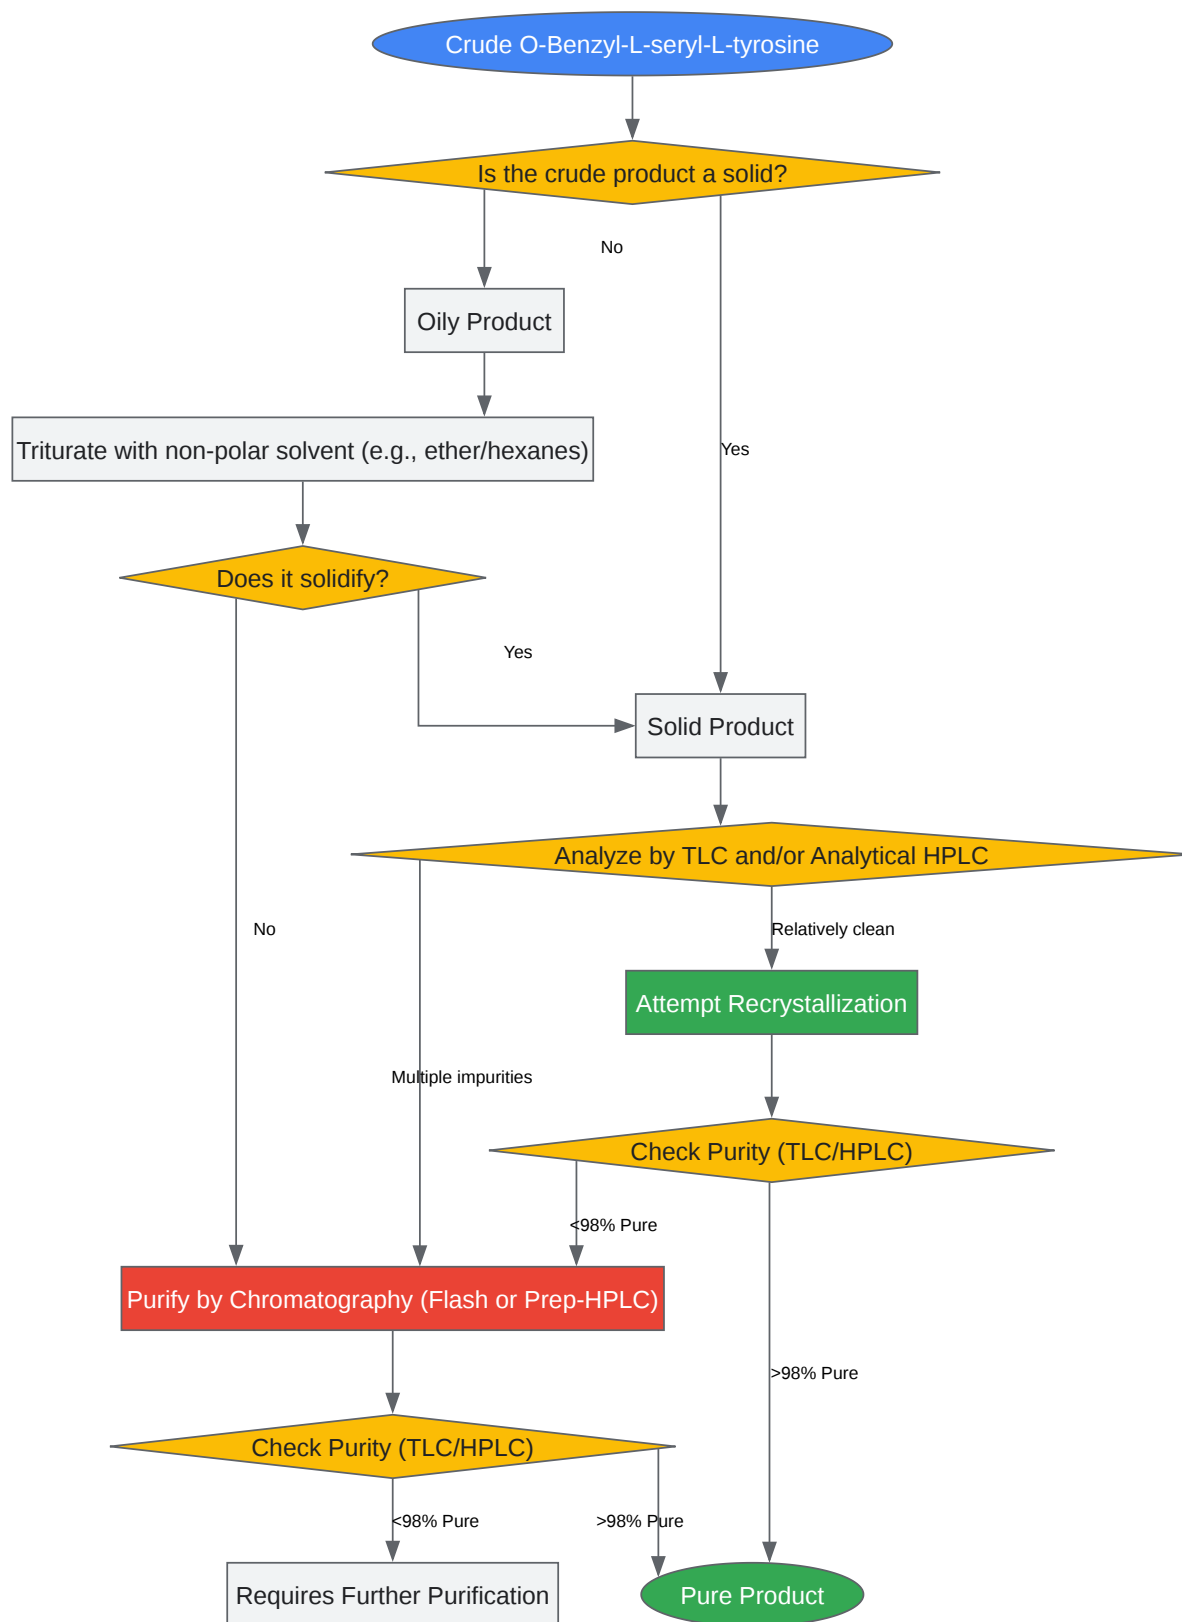 Crude O-Benzyl-L-seryl-L-tyrosine
Is the crude product a solid?
No
Oily Product
Triturate with non-polar solvent (e.g., ether/hexanes)
Yes
Does it solidify?
Yes
Solid Product
Analyze by TLC and/or Analytical HPLC
No
Relatively clean
Attempt Recrystallization
Multiple impurities
Check Purity (TLC/HPLC)
<98% Pure
Purify by Chromatography (Flash or Prep-HPLC)
>98% Pure
Check Purity (TLC/HPLC)
<98% Pure
>98% Pure
Requires Further Purification
Pure Product